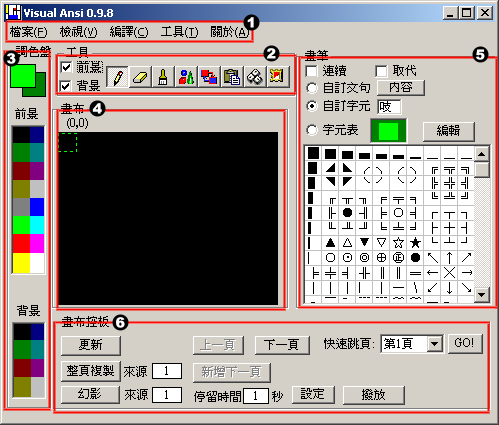 Visual Ansi 0.9.8
檔案(F) 檢視(V) 編譯(C) 工具(T) 關於(A)
1
3 調色盤
工具 2
前景
背景
畫筆 5
連續 取代
自訂文句 內容
自訂字元 吱
字元表 編輯
前景
背景
畫布 4
(0,0)
畫布控板 6
更新 上一頁 下一頁 快速跳頁: 第1頁 GO!
整頁複製 來源 1 新增下一頁
幻影 來源 1 停留時間 1 秒 設定 撥放